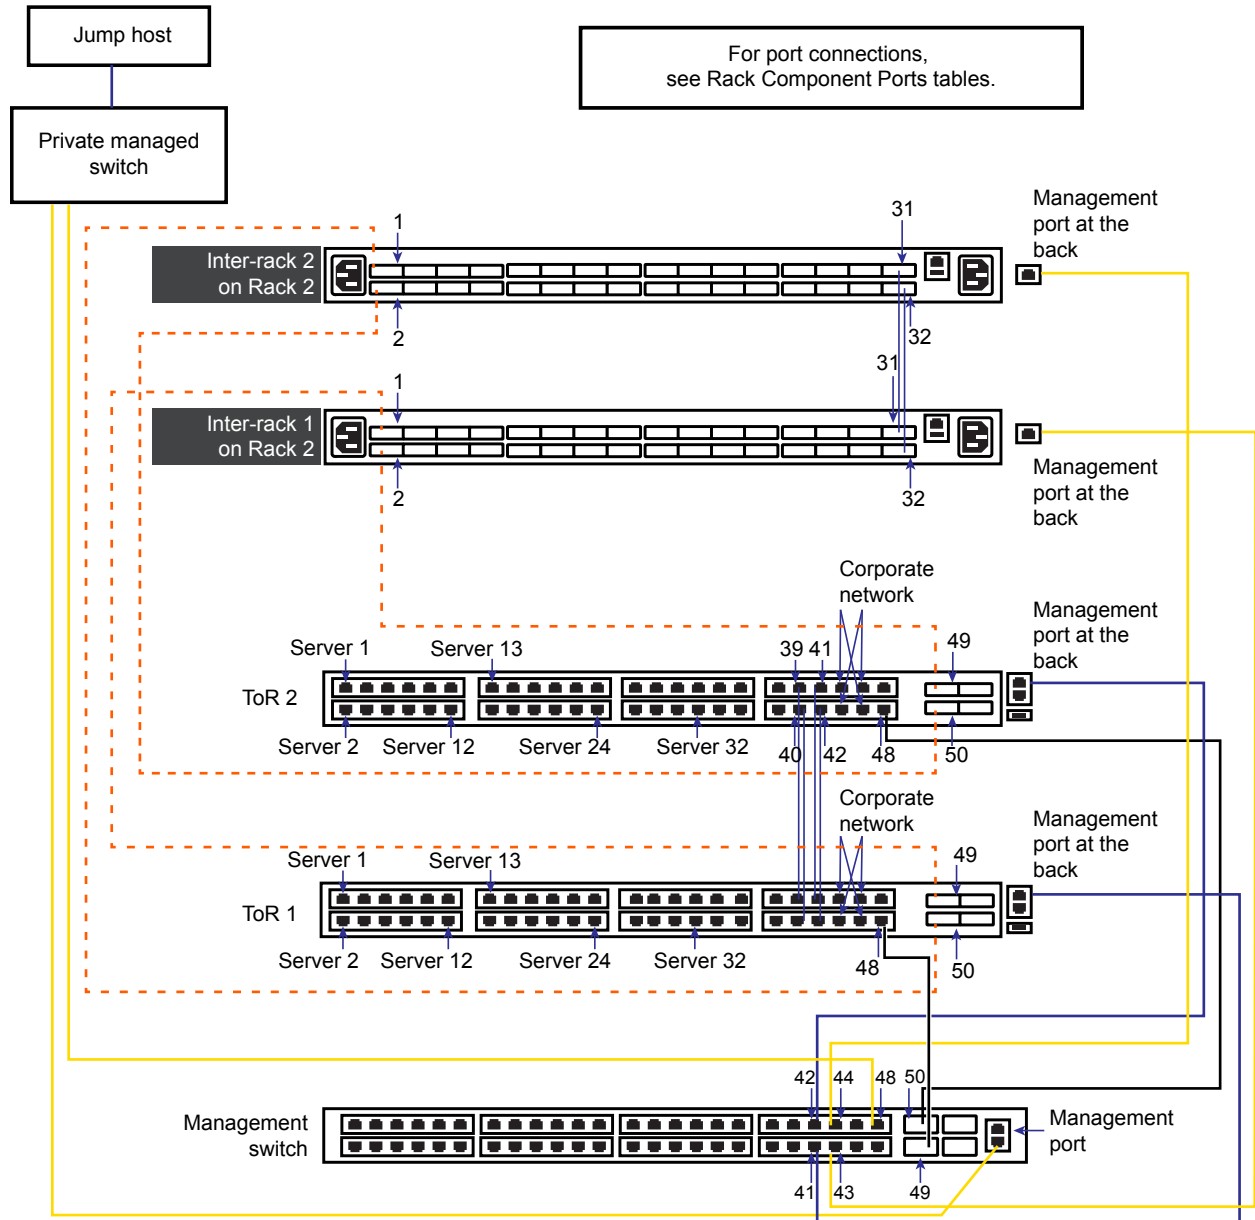 Jump host
For port connections,
see Rack Component Ports tables.
Private managed
switch
Management
port at the
back
1
31
Inter-rack 2
on Rack 2
2
32
31
1
Inter-rack 1
on Rack 2
2
32
Management
port at the
back
Corporate
network
Management
port at the
back
Server 1
Server 13
39
41
49
ToR 2
Server 2
Server 12
Server 24
Server 32
40
42
48
50
Corporate
network
Management
port at the
back
Server 1
Server 13
49
ToR 1
Server 2
Server 12
Server 24
Server 32
48
50
42
44
48
50
Management
switch
Management
port
41
43
49